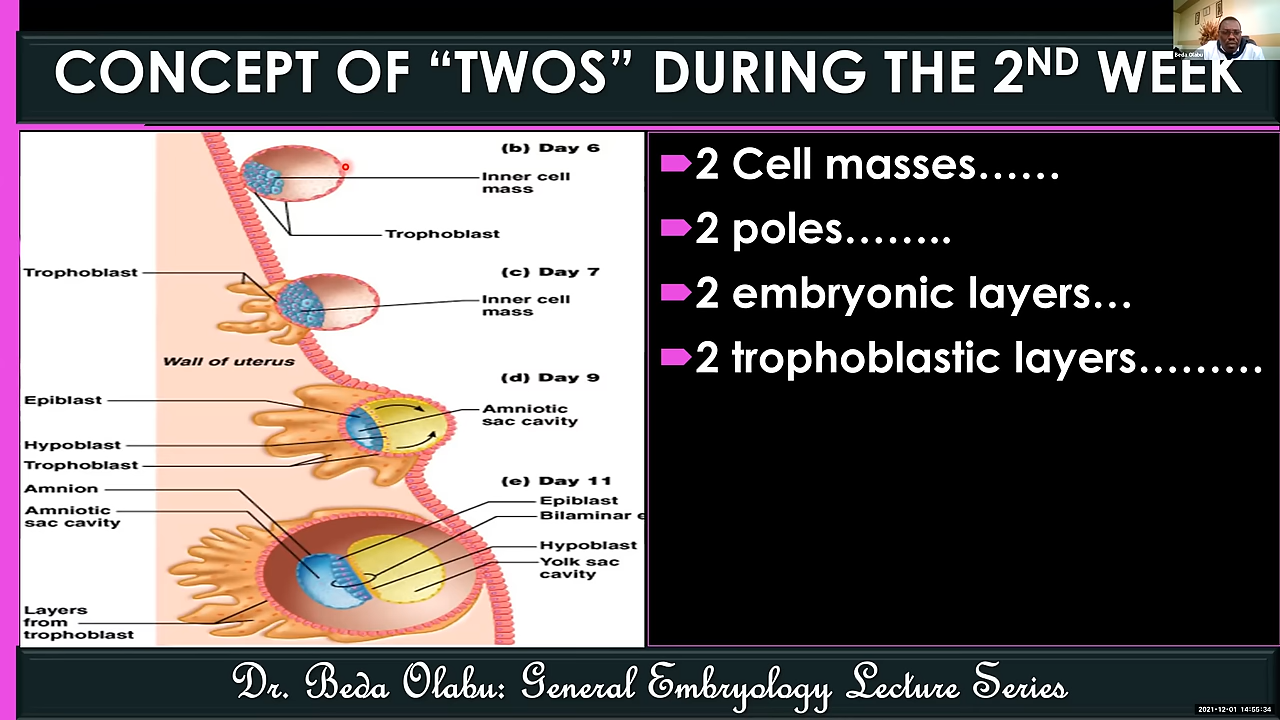 Beda Olabu
CONCEPT OF “TWOS” DURING THE 2ND WEEK
(b) Day 6
Inner cell
mass
Trophoblast
Trophoblast
(c) Day 7
Inner cell
mass
Wall of uterus
(d) Day 9
Epiblast
Amniotic
sac cavity
Hypoblast
Trophoblast
(e) Day 11
Amnion
Amniotic
sac cavity
Epiblast
Bilaminar e
Hypoblast
Yolk sac
cavity
Layers
from
trophoblast
2 Cell masses......
2 poles........
2 embryonic layers...
2 trophoblastic layers.........
Dr. Beda Olabu: General Embryology Lecture Series
2021-12-01 14:55:34